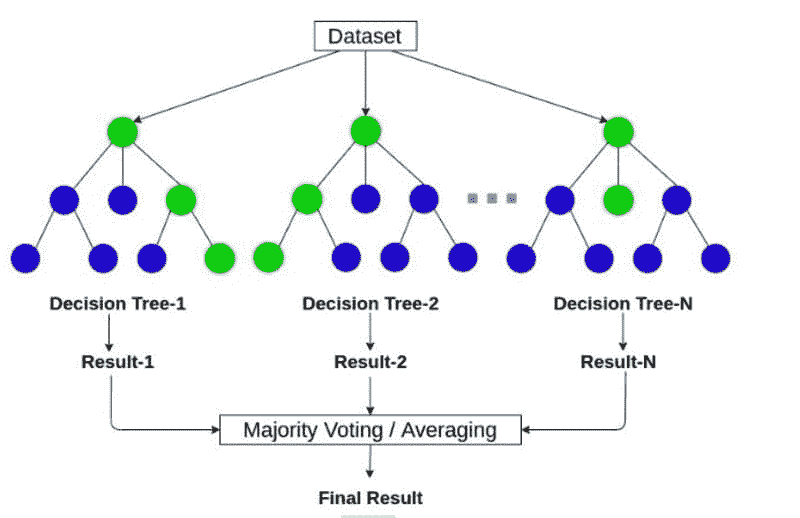 Dataset
Decision Tree-1
Decision Tree-2
Decision Tree-N
Result-1
Result-2
Result-N
Majority Voting / Averaging
Final Result